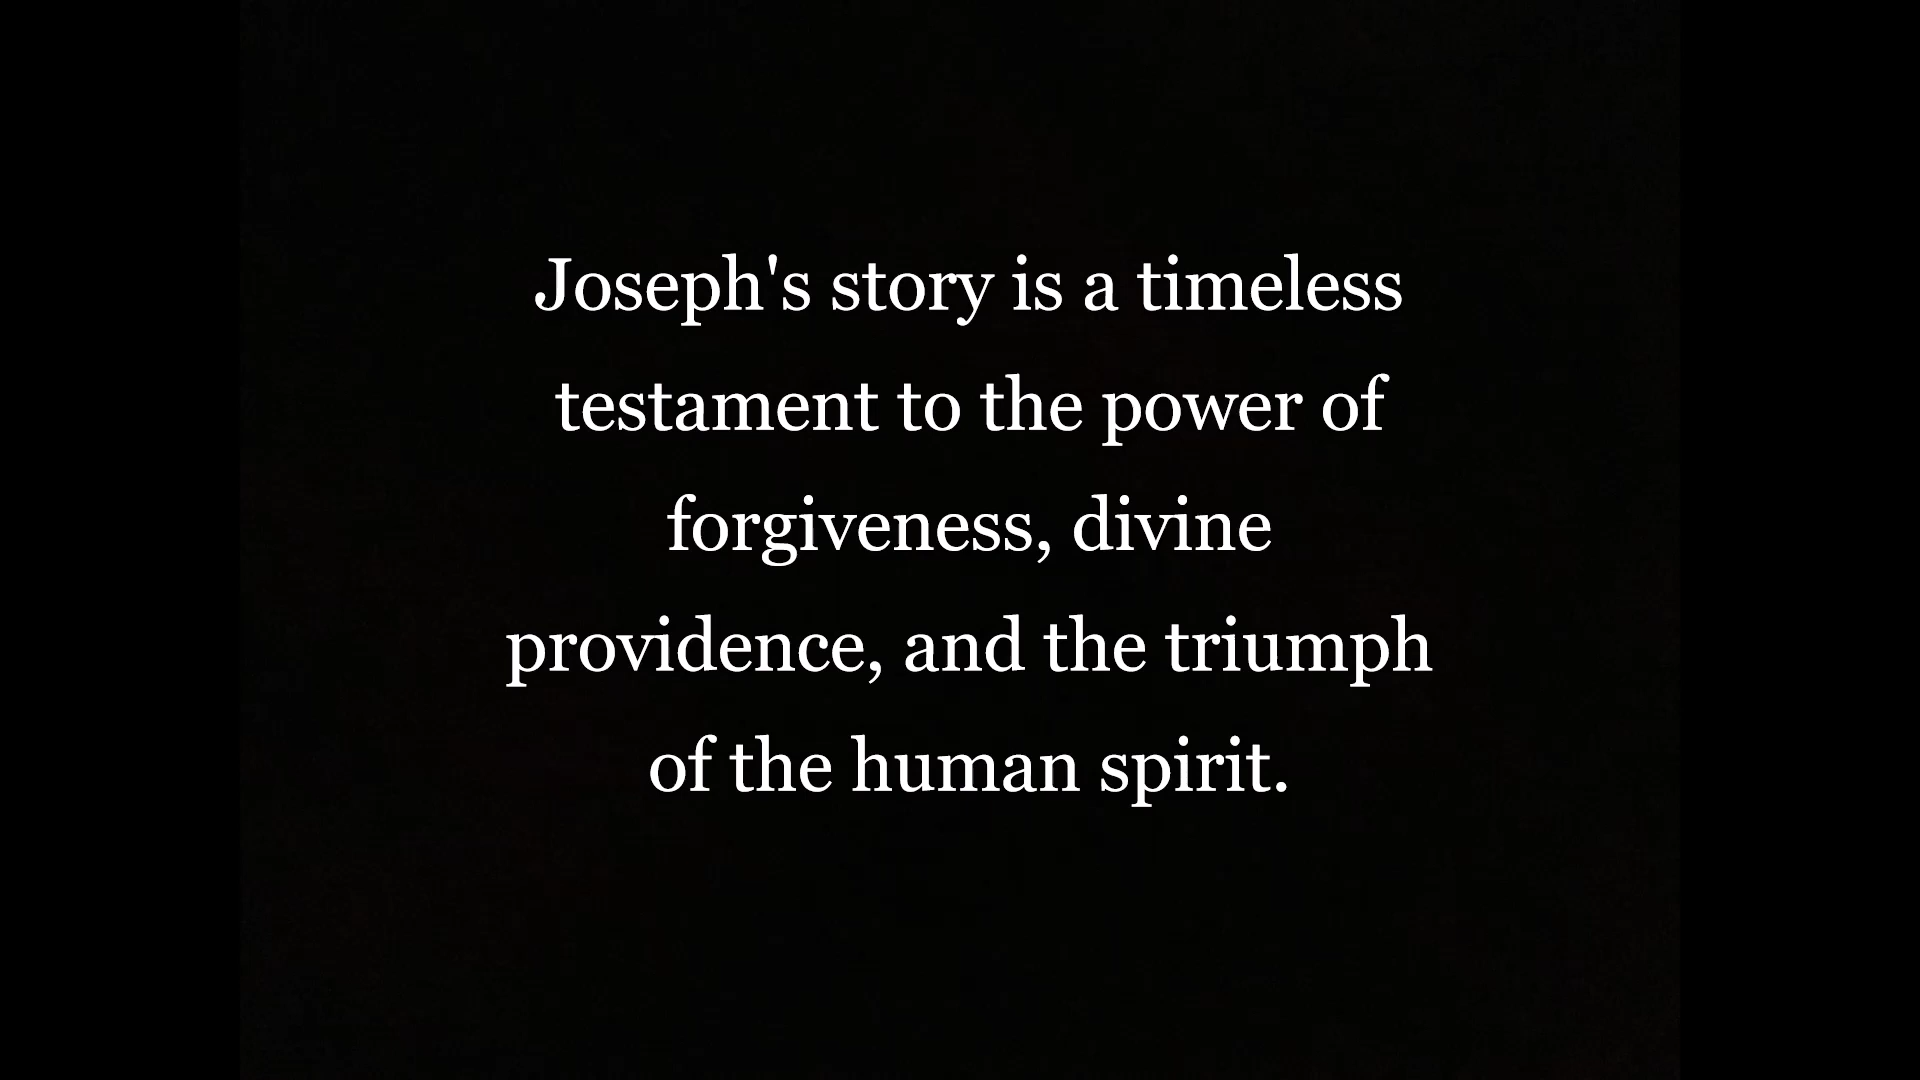 Joseph's story is a timeless
testament to the power of
forgiveness, divine
providence, and the triumph
of the human spirit.